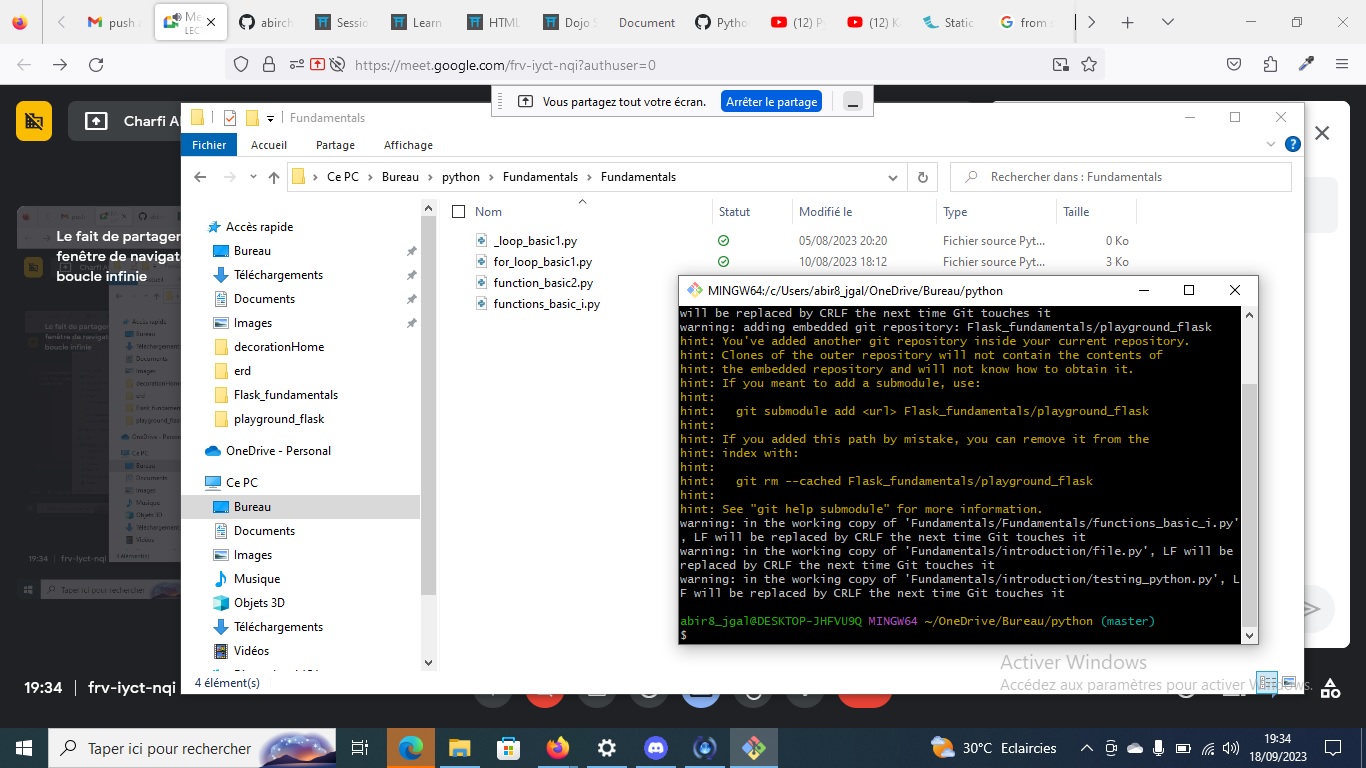 push
Me
LEC
abirch
Sessio
Learn
HTML
Dojo
Document
Pytho
(12) P
(12) K
Static
from s
https://meet.google.com/frv-iyct-nqi?authuser=0
Vous partagez tout votre écran.
Arrêter le partage
Charfi A
Fundamentals
Fichier
Accueil
Partage
Affichage
Ce PC
Bureau
python
Fundamentals
Fundamentals
Rechercher dans : Fundamentals
Le fait de partager
fenêtre de navigat
boucle infinie
Accès rapide
Bureau
Téléchargements
Documents
Images
decorationHome
erd
Flask_fundamentals
playground_flask
OneDrive - Personal
Ce PC
Bureau
Documents
Images
Musique
Objets 3D
Téléchargements
Vidéos
4 élément(s)
Nom
Statut
Modifié le
Type
Taille
_loop_basic1.py
05/08/2023 20:20
Fichier source Pyt...
0 Ko
for_loop_basic1.py
10/08/2023 18:12
Fichier source Pyt...
3 Ko
function_basic2.py
functions_basic_i.py
MINGW64:/c/Users/abir8_jgal/OneDrive/Bureau/python
will be replaced by CRLF the next time Git touches it
warning: adding embedded git repository: Flask_fundamentals/playground_flask
hint: You've added another git repository inside your current repository.
hint: Clones of the outer repository will not contain the contents of
hint: the embedded repository and will not know how to obtain it.
hint: If you meant to add a submodule, use:
hint:
hint:   git submodule add <url> Flask_fundamentals/playground_flask
hint:
hint: If you added this path by mistake, you can remove it from the
hint: index with:
hint:
hint:   git rm --cached Flask_fundamentals/playground_flask
hint:
hint: See "git help submodule" for more information.
warning: in the working copy of 'Fundamentals/Fundamentals/functions_basic_i.py'
, LF will be replaced by CRLF the next time Git touches it
warning: in the working copy of 'Fundamentals/introduction/file.py', LF will be
replaced by CRLF the next time Git touches it
warning: in the working copy of 'Fundamentals/introduction/testing_python.py', L
F will be replaced by CRLF the next time Git touches it
abir8_jgal@DESKTOP-JHFVU9Q MINGW64 ~/OneDrive/Bureau/python (master)
$
Activer Windows
Accédez aux paramètres pour activer Windows.
19:34
frv-iyct-nqi
Taper ici pour rechercher
30°C Eclaircies
19:34
18/09/2023